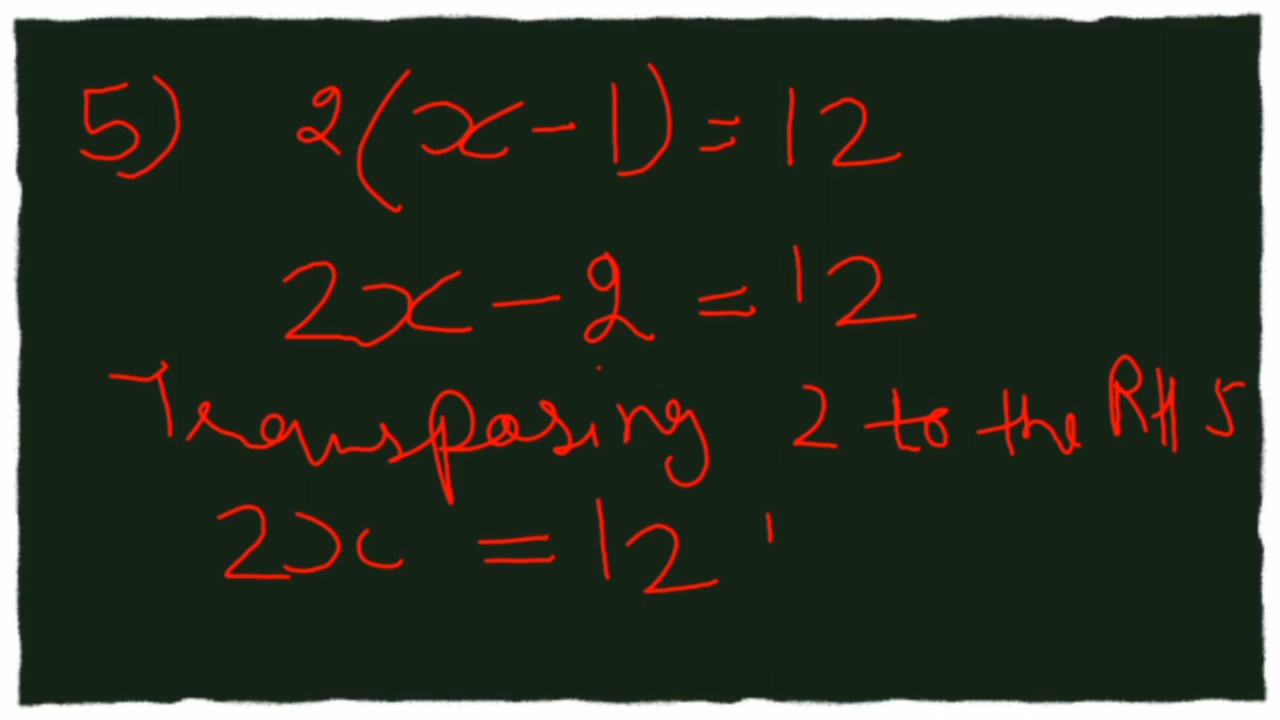 5) 2(x-1)=12
2x-2=12
Transposing 2 to the RHS
2x=12